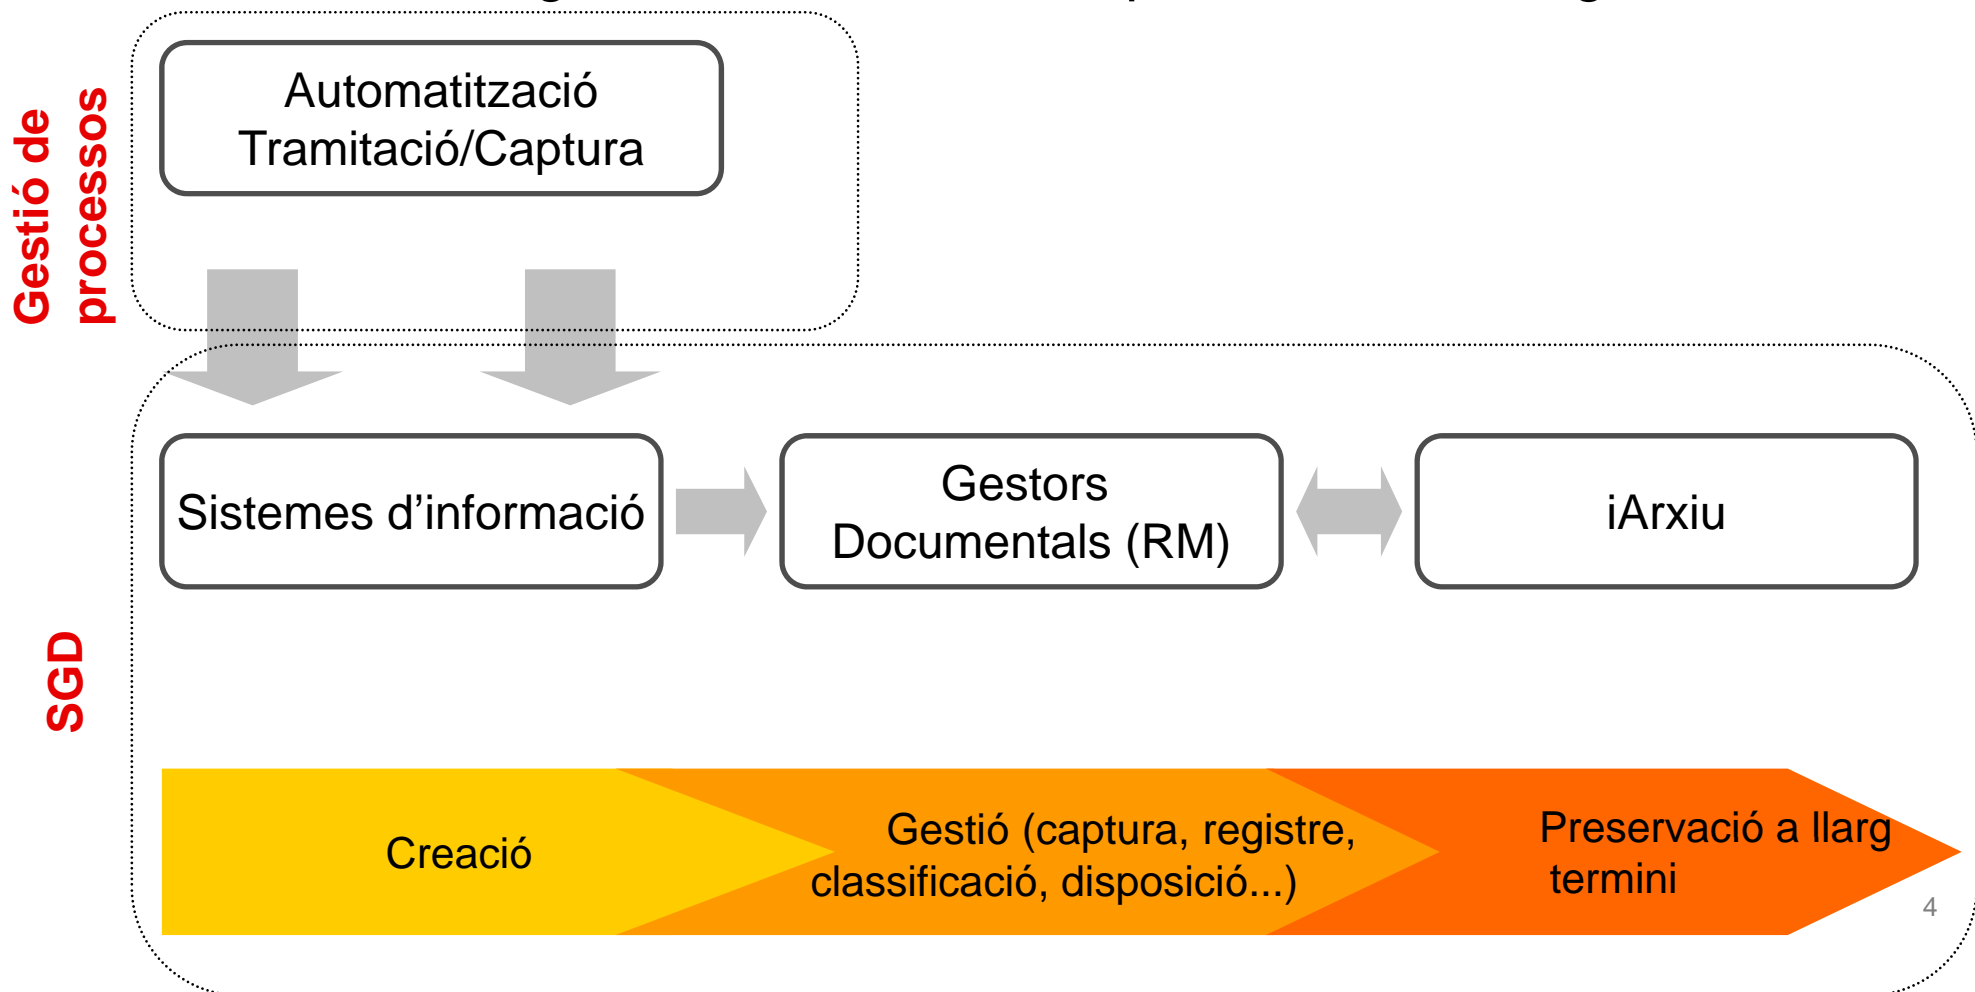 Gestió de
processos
Automatització
Tramitació/Captura
Sistemes d’informació
Gestors
Documentals (RM)
iArxiu
SGD
Creació
Gestió (captura, registre,
classificació, disposició...)
Preservació a llarg
termini
4